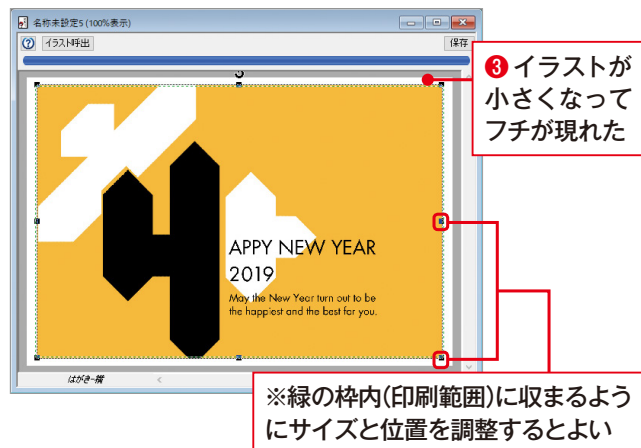 名称未設定5 (100%表示)
イラスト呼出
保存
❸イラストが
小さくなって
フチが現れた
APPY NEW YEAR
2019
May the New Year turn out to be
the happiest and the best for you.
はがき-横
※緑の枠内(印刷範囲)に収まるよう
にサイズと位置を調整するとよい